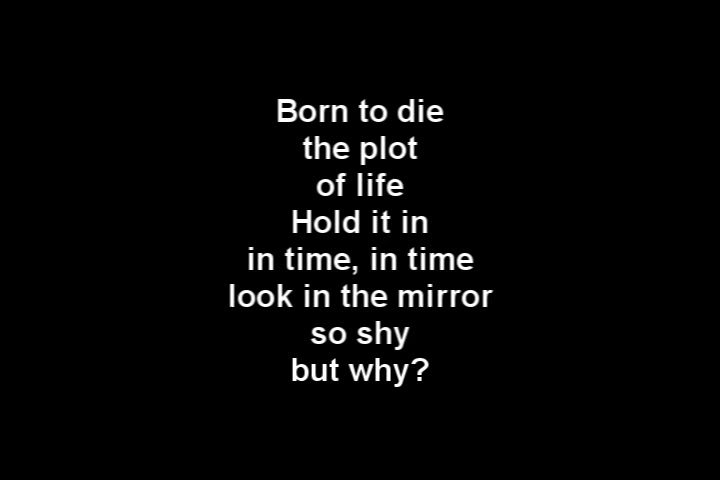 Born to die
the plot
of life
Hold it in
in time, in time
look in the mirror
so shy
but why?